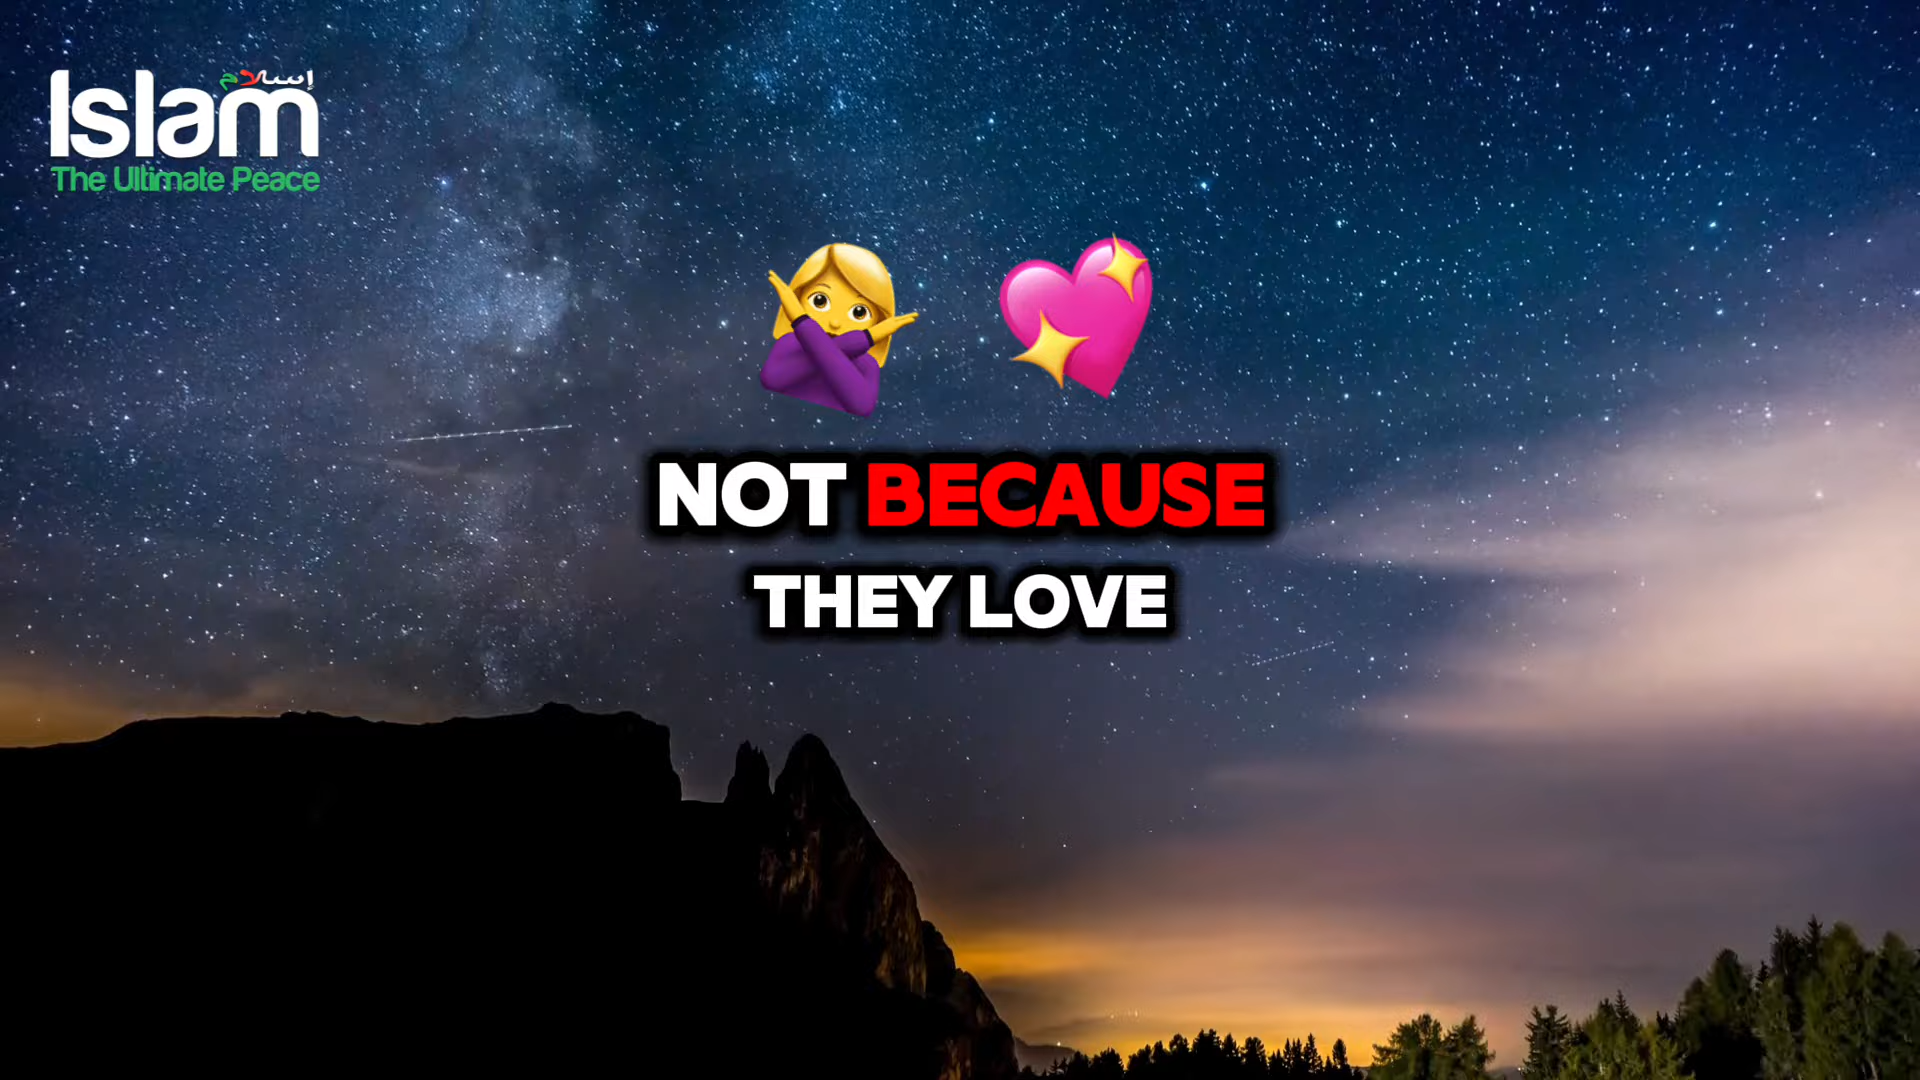 إسلام
Islam
The Ultimate Peace
NOT BECAUSE
THEY LOVE